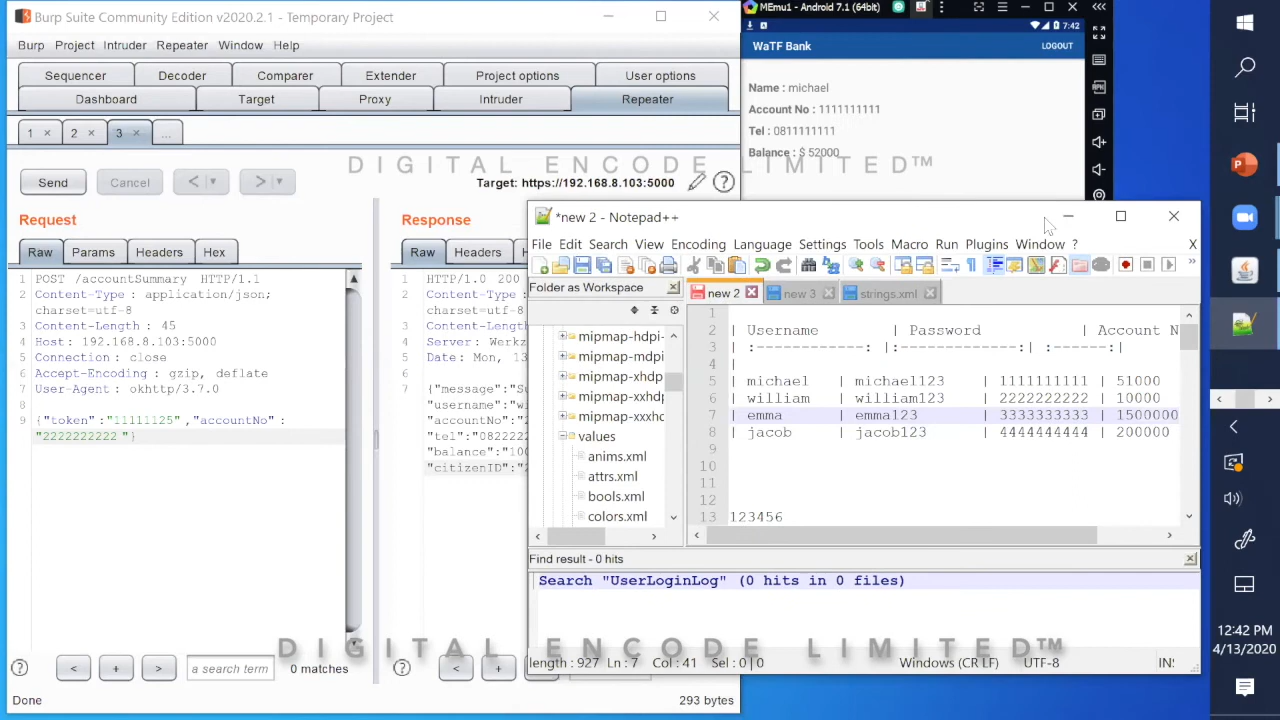 Burp Suite Community Edition v2020.2.1 - Temporary Project
Burp Project Intruder Repeater Window Help
Sequencer Decoder Comparer Extender Project options User options
Dashboard Target Proxy Intruder Repeater
1 × 2 × 3 × ...
Send Cancel < > Target: https://192.168.8.103:5000 ?
Request
Raw Params Headers Hex
1 POST /accountSummary HTTP/1.1
2 Content-Type : application/json;
charset=utf-8
3 Content-Length : 45
4 Host: 192.168.8.103:5000
5 Connection: close
6 Accept-Encoding : gzip, deflate
7 User-Agent : okhttp/3.7.0
8
9 {"token":"11111125","accountNo":
"2222222222 "}
? < + > a search term 0 matches
Done
Response
Raw Headers
1 HTTP/1.0 200
2 Content-Type
charset=utf-8
3 Content-Leng
4 Server: Werkz
5 Date: Mon, 13
6
7 {"message":"Su
"username":"wi
"accountNo":"2
"tel":"0822222
"balance":"100
"citizenID":"2
? < +
293 bytes
MEmu1 - Android 7.1 (64bit)
7:42
WaTF Bank LOGOUT
Name : michael
Account No : 1111111111
Tel : 0811111111
Balance : $ 52000
DIGITAL ENCODE LIMITED™
*new 2 - Notepad++
File Edit Search View Encoding Language Settings Tools Macro Run Plugins Window ? X
Folder as Workspace
mipmap-hdpi-
mipmap-mdpi
mipmap-xhdp
mipmap-xxhdp
mipmap-xxxhc
values
anims.xml
attrs.xml
bools.xml
colors.xml
new 2 new 3 strings.xml
1
2 | Username | Password | Account N
3 | :------------: | :-------------:| :------:|
4 |
5 | michael | michael123 | 1111111111 | 51000
6 | william | william123 | 2222222222 | 10000
7 | emma | emma123 | 3333333333 | 1500000
8 | jacob | jacob123 | 4444444444 | 200000
9
10
11
12
13 123456
Find result - 0 hits
Search "UserLoginLog" (0 hits in 0 files)
DIGITAL ENCODE LIMITED™
length : 927 Ln : 7 Col : 41 Sel : 0 | 0 Windows (CR LF) UTF-8 INS
12:42 PM
4/13/2020